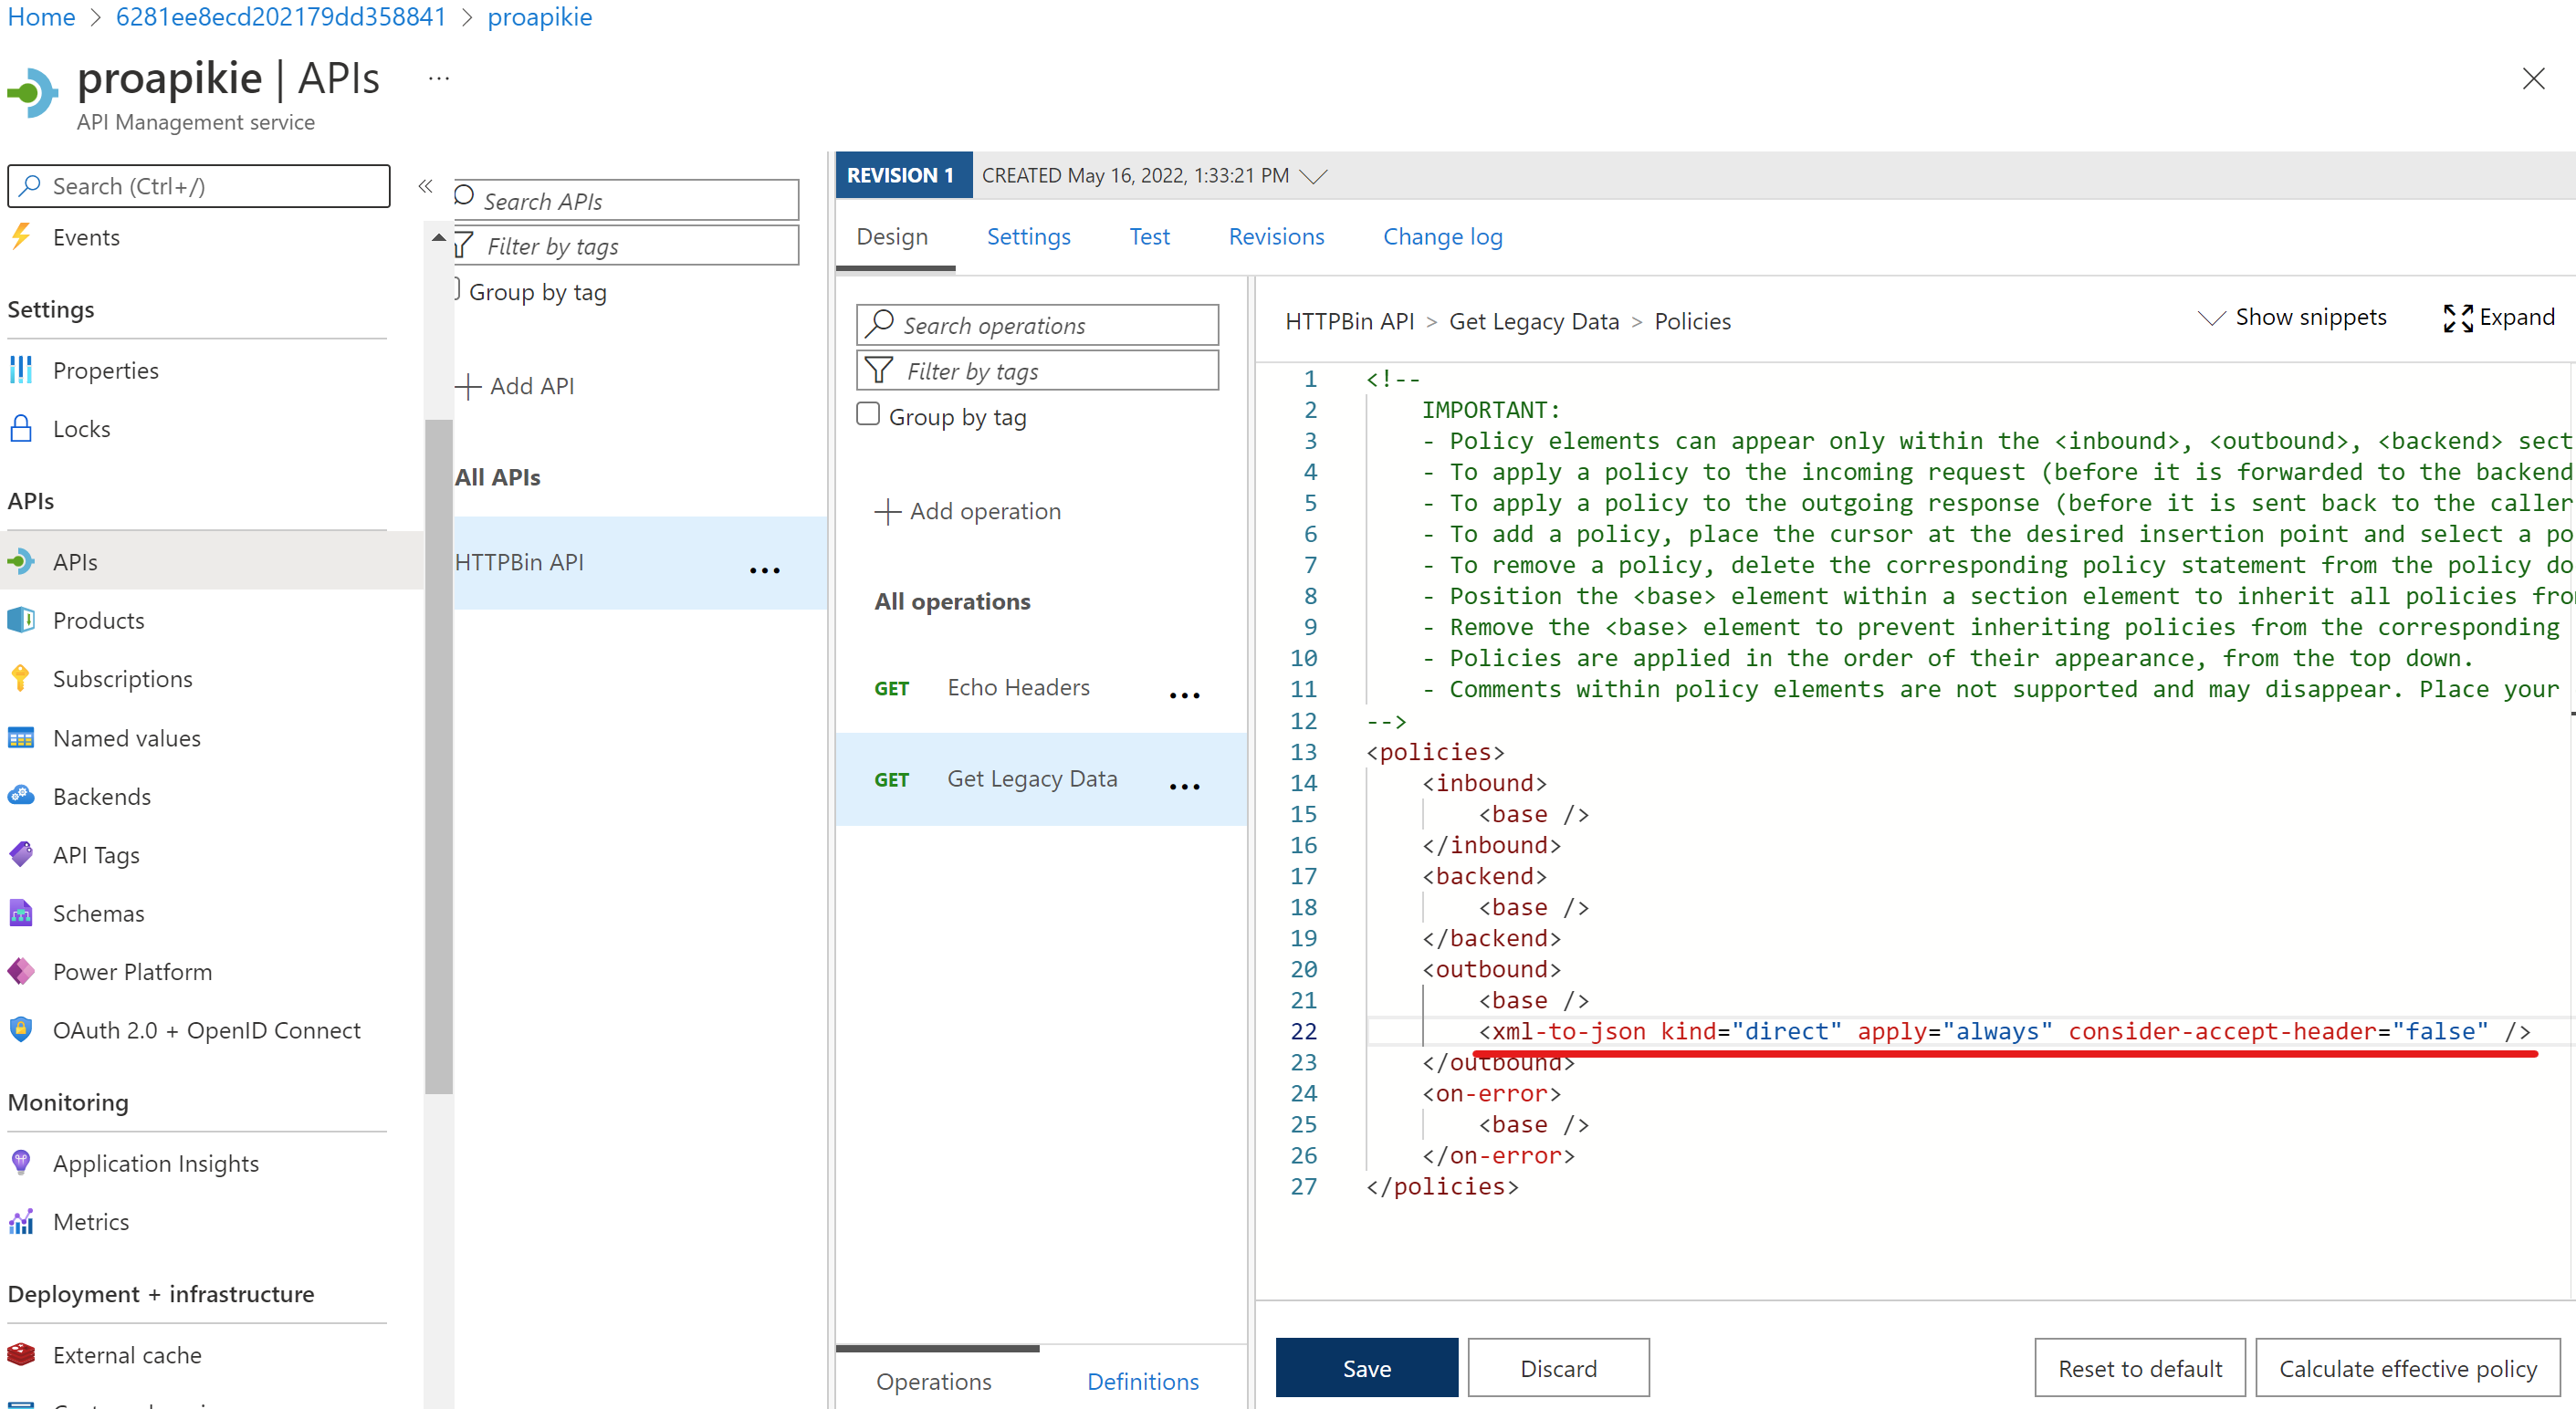 Home > 6281ee8ecd202179dd358841 > proapikie
proapikie | APIs ...
API Management service
Search (Ctrl+/)
«
Events
Settings
Properties
Locks
APIs
APIs
Products
Subscriptions
Named values
Backends
API Tags
Schemas
Power Platform
OAuth 2.0 + OpenID Connect
Monitoring
Application Insights
Metrics
Deployment + infrastructure
External cache
Search APIs
Filter by tags
Group by tag
Add API
All APIs
HTTPBin API ...
REVISION 1 CREATED May 16, 2022, 1:33:21 PM
Design Settings Test Revisions Change log
Search operations
Filter by tags
Group by tag
Add operation
All operations
GET Echo Headers ...
GET Get Legacy Data ...
Operations Definitions
HTTPBin API > Get Legacy Data > Policies
Show snippets Expand
1 <!--
2 IMPORTANT:
3 - Policy elements can appear only within the <inbound>, <outbound>, <backend> sect
4 - To apply a policy to the incoming request (before it is forwarded to the backend
5 - To apply a policy to the outgoing response (before it is sent back to the caller
6 - To add a policy, place the cursor at the desired insertion point and select a po
7 - To remove a policy, delete the corresponding policy statement from the policy do
8 - Position the <base> element within a section element to inherit all policies fro
9 - Remove the <base> element to prevent inheriting policies from the corresponding
10 - Policies are applied in the order of their appearance, from the top down.
11 - Comments within policy elements are not supported and may disappear. Place your
12 -->
13 <policies>
14 <inbound>
15 <base />
16 </inbound>
17 <backend>
18 <base />
19 </backend>
20 <outbound>
21 <base />
22 <xml-to-json kind="direct" apply="always" consider-accept-header="false" />
23 </outbound>
24 <on-error>
25 <base />
26 </on-error>
27 </policies>
Save Discard Reset to default Calculate effective policy